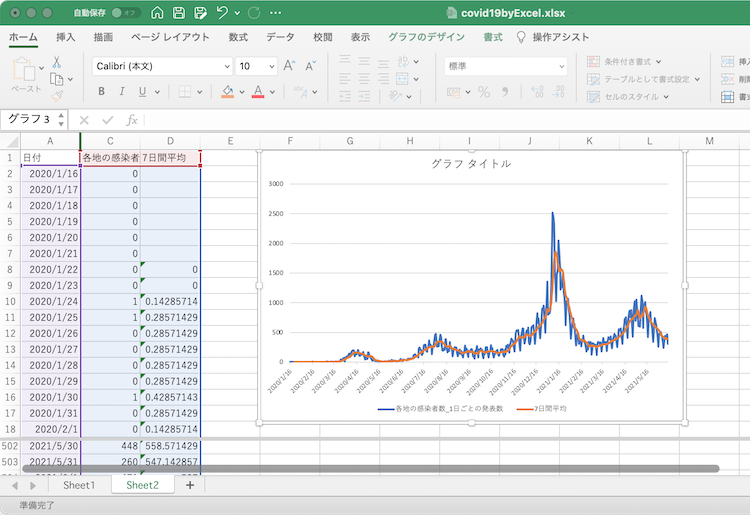 自動保存 オフ covid19byExcel.xlsx
ホーム 挿入 描画 ページ レイアウト 数式 データ 校閲 表示 グラフのデザイン 書式 操作アシスト
ペースト Calibri (本文) 10 A A 標準 条件付き書式 挿入
B I U A % テーブルとして書式設定 削除
セルのスタイル 書式
グラフ 3 fx
A C D E F G H I J K L M
1 日付 各地の感染者 7日間平均
2 2020/1/16 0
3 2020/1/17 0
4 2020/1/18 0
5 2020/1/19 0
6 2020/1/20 0
7 2020/1/21 0
8 2020/1/22 0 0
9 2020/1/23 0 0
10 2020/1/24 1 0.14285714
11 2020/1/25 1 0.28571429
12 2020/1/26 0 0.28571429
13 2020/1/27 0 0.28571429
14 2020/1/28 0 0.28571429
15 2020/1/29 0 0.28571429
16 2020/1/30 1 0.42857143
17 2020/1/31 0 0.28571429
18 2020/2/1 0 0.14285714
502 2021/5/30 448 558.571429
503 2021/5/31 260 547.142857
グラフ タイトル
3000
2500
2000
1500
1000
500
0
2020/1/16 2020/2/16 2020/3/16 2020/4/16 2020/5/16 2020/6/16 2020/7/16 2020/8/16 2020/9/16 2020/10/16 2020/11/16 2020/12/16 2021/1/16 2021/2/16 2021/3/16 2021/4/16 2021/5/16
各地の感染者数_1日ごとの発表数 7日間平均
Sheet1 Sheet2 +
準備完了